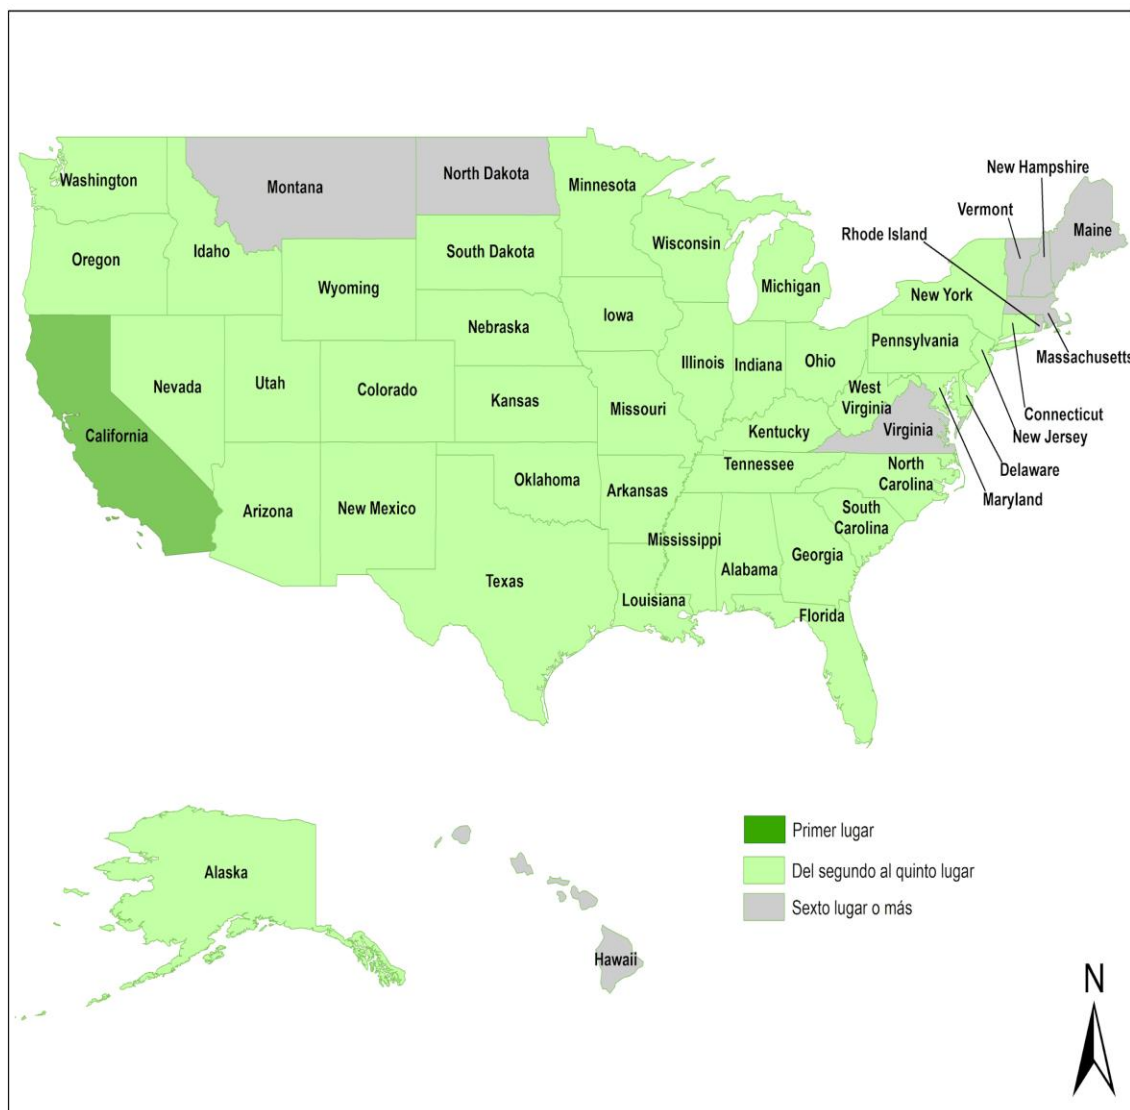 New Hampshire
North Dakota
Washington
Minnesota
Montana
Vermont
Maine
Rhode Island
Wisconsin
South Dakota
Idaho
Oregon
Michigan
Wyoming
New York
Iowa
Nebraska
Pennsylvania
Massachusetts
Illinois
Indiana
Ohio
Nevada
Utah
Colorado
West
Virginia
Kansas
Missouri
Connecticut
Virginia
Kentucky
California
New Jersey
Tennessee
North
Carolina
Delaware
Oklahoma
Arkansas
Maryland
New Mexico
Arizona
South
Carolina
Mississippi
Georgia
Alabama
Texas
Louisiana
Florida
Primer lugar
Del segundo al quinto lugar
Alaska
Sexto lugar o más
Hawaii
N